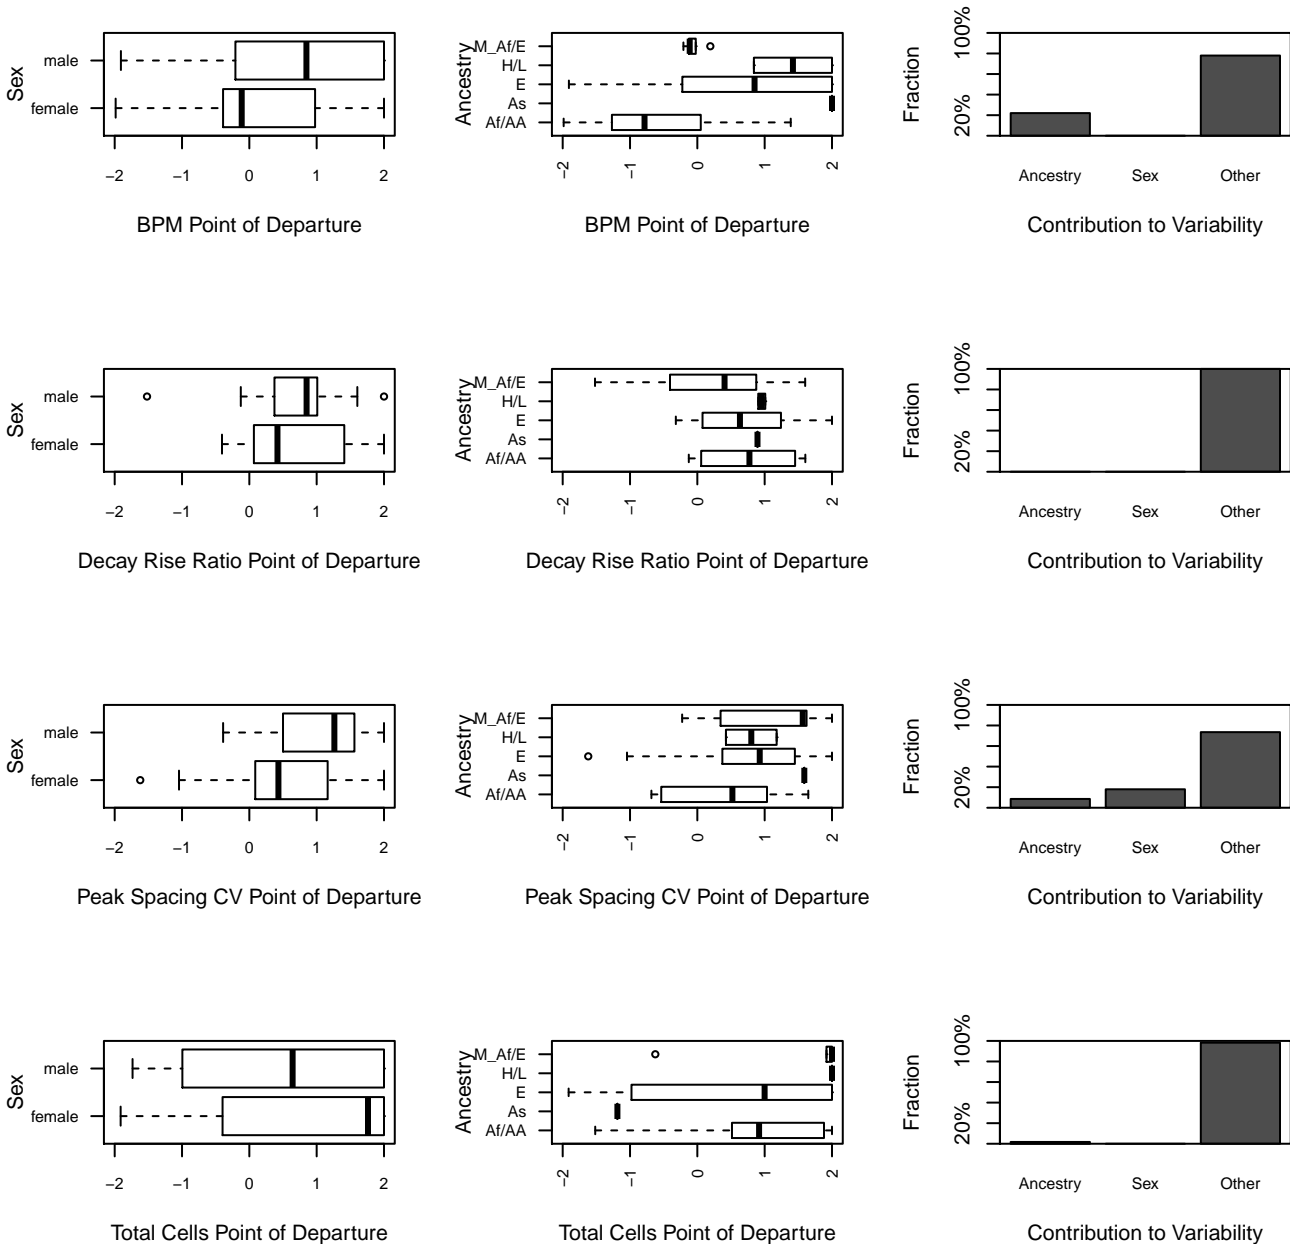 Sex
male
female
−2 −1 0 1 2
BPM Point of Departure
Ancestry
M_Af/E
H/L
E
As
Af/AA
−2 −1 0 1 2
BPM Point of Departure
Fraction
20% 100%
Ancestry Sex Other
Contribution to Variability
Sex
male
female
−2 −1 0 1 2
Decay Rise Ratio Point of Departure
Ancestry
M_Af/E
H/L
E
As
Af/AA
−2 −1 0 1 2
Decay Rise Ratio Point of Departure
Fraction
20% 100%
Ancestry Sex Other
Contribution to Variability
Sex
male
female
−2 −1 0 1 2
Peak Spacing CV Point of Departure
Ancestry
M_Af/E
H/L
E
As
Af/AA
−2 −1 0 1 2
Peak Spacing CV Point of Departure
Fraction
20% 100%
Ancestry Sex Other
Contribution to Variability
Sex
male
female
−2 −1 0 1 2
Total Cells Point of Departure
Ancestry
M_Af/E
H/L
E
As
Af/AA
−2 −1 0 1 2
Total Cells Point of Departure
Fraction
20% 100%
Ancestry Sex Other
Contribution to Variability